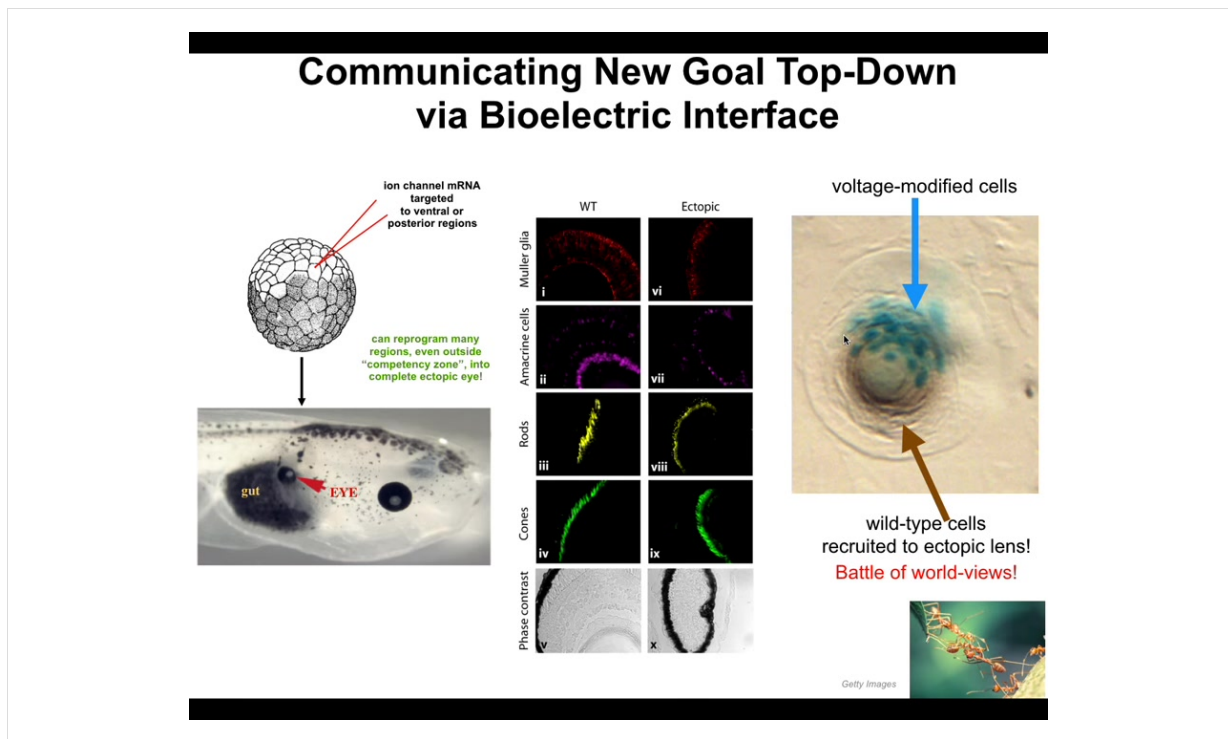 Communicating New Goal Top-Down
via Bioelectric Interface
ion channel mRNA
targeted
to ventral or
posterior regions
can reprogram many
regions, even outside
“competency zone”, into
complete ectopic eye!
gut
EYE
WT
Ectopic
Muller glia
i
vi
Amacrine cells
ii
vii
Rods
iii
viii
Cones
iv
ix
Phase contrast
v
x
voltage-modified cells
wild-type cells
recruited to ectopic lens!
Battle of world-views!
Getty Images